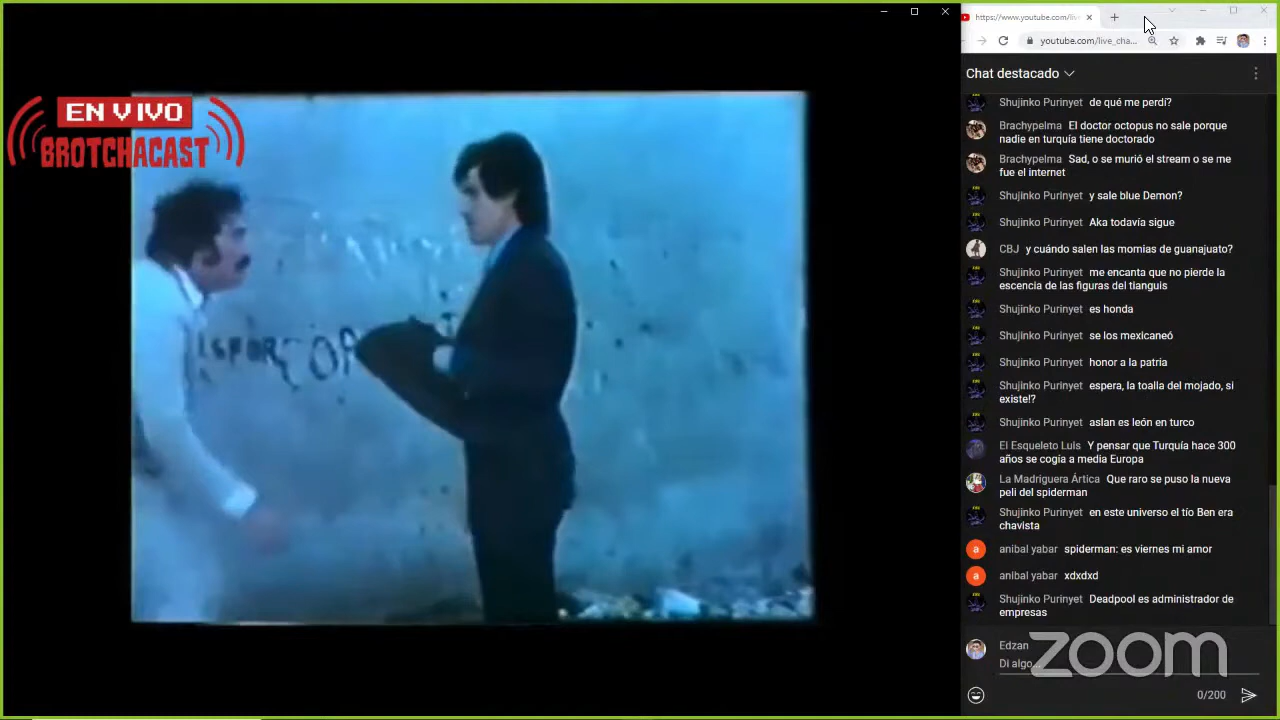 EN VIVO
BROTCHACAST
https://www.youtube.com/liv
youtube.com/live_cha...
Chat destacado
Shujinko Purinyet de qué me perdí?
Brachypelma El doctor octopus no sale porque
nadie en turquía tiene doctorado
Brachypelma Sad, o se murió el stream o se me
fue el internet
Shujinko Purinyet y sale blue Demon?
Shujinko Purinyet Aka todavía sigue
CBJ y cuándo salen las momias de guanajuato?
Shujinko Purinyet me encanta que no pierde la
escencia de las figuras del tianguis
Shujinko Purinyet es honda
Shujinko Purinyet se los mexicaneó
Shujinko Purinyet honor a la patria
Shujinko Purinyet espera, la toalla del mojado, si
existe!?
Shujinko Purinyet aslan es león en turco
El Esqueleto Luis Y pensar que Turquía hace 300
años se cogía a media Europa
La Madriguera Ártica Que raro se puso la nueva
peli del spiderman
Shujinko Purinyet en este universo el tío Ben era
chavista
a anibal yabar spiderman: es viernes mi amor
a anibal yabar xdxdxd
Shujinko Purinyet Deadpool es administrador de
empresas
Edzan
Di algo...
zoom
0/200